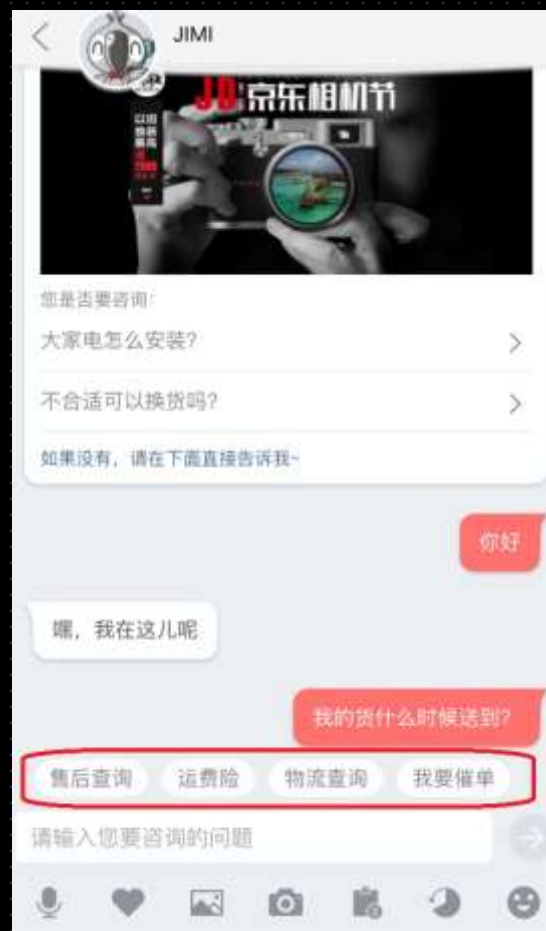 JIMI
JD 京东相机节
您是否要咨询:
大家电怎么安装?
不合适可以换货吗?
如果没有，请在下面直接告诉我~
你好
嘿，我在这儿呢
我的货什么时候送到?
售后查询 运费险 物流查询 我要催单
请输入您要咨询的问题